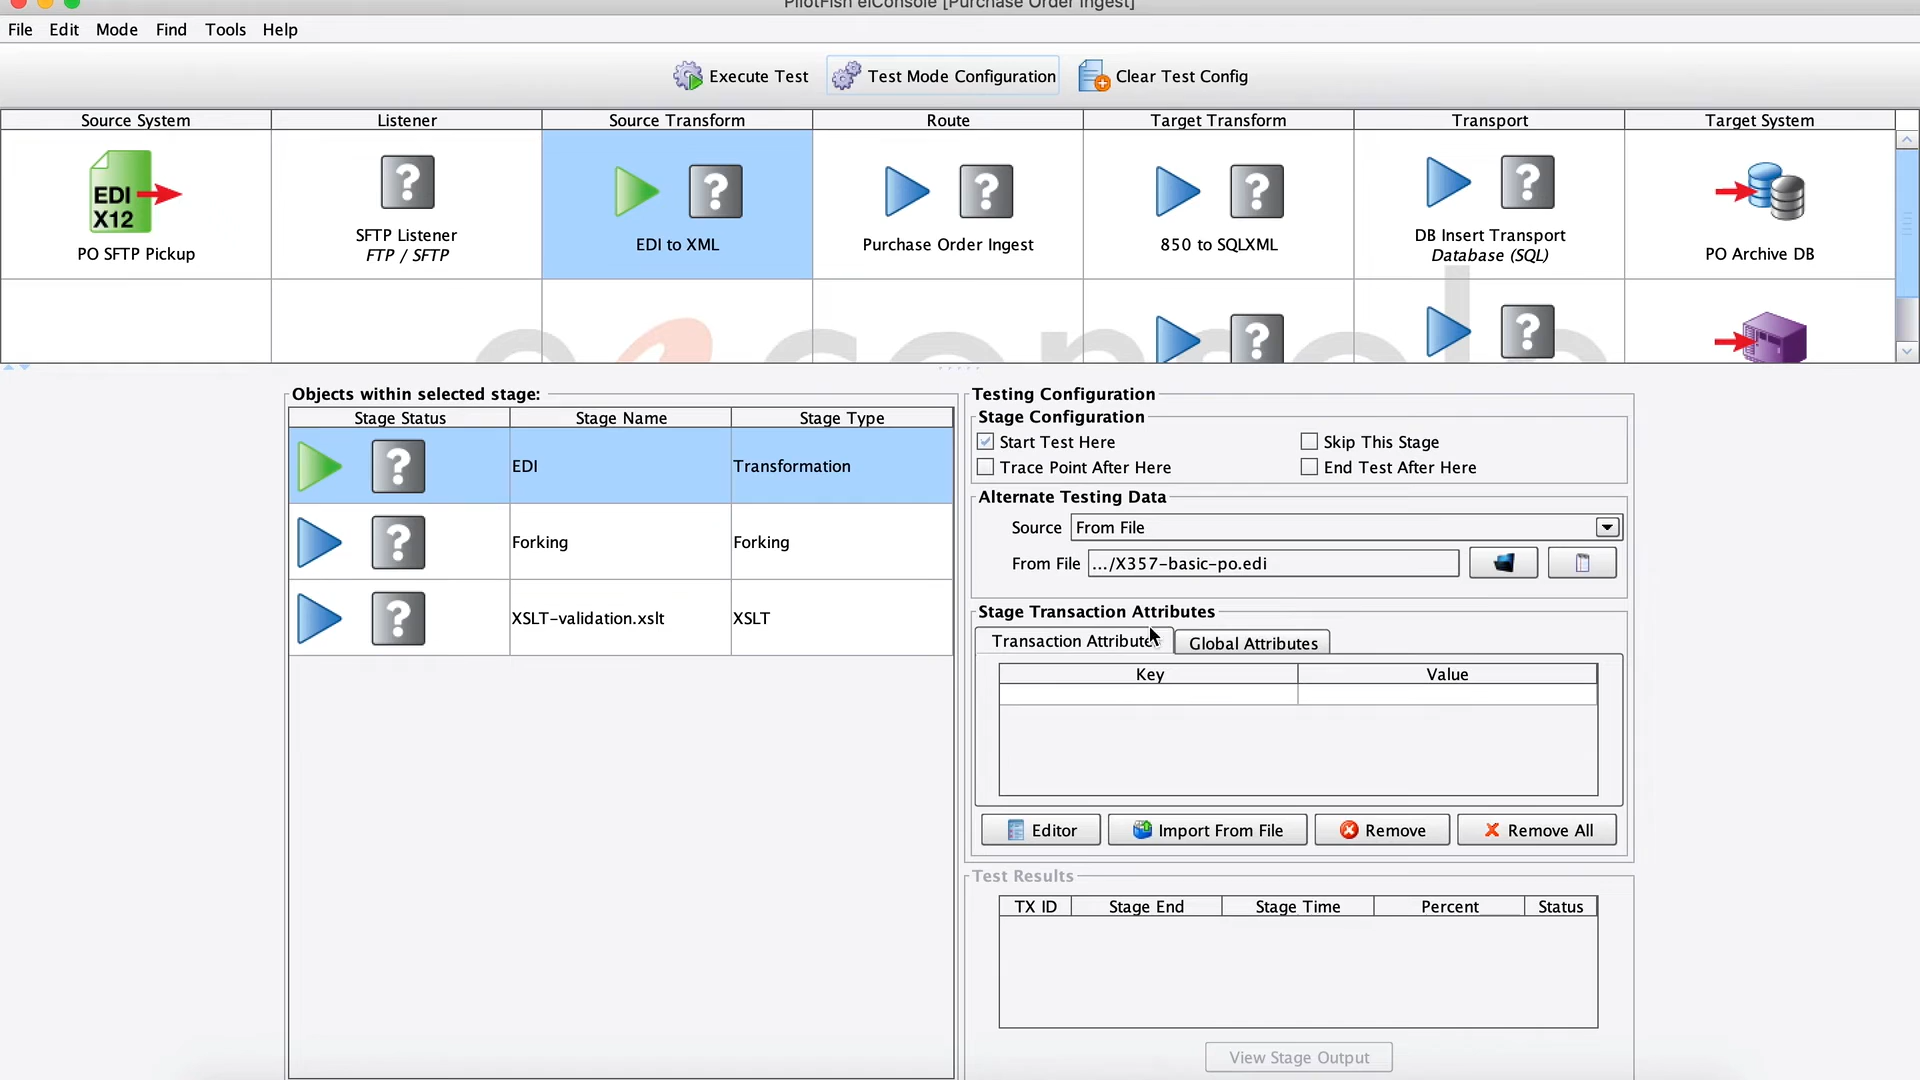 PilotFish eiConsole [Purchase Order Ingest]
File Edit Mode Find Tools Help
Execute Test Test Mode Configuration Clear Test Config
Source System Listener Source Transform Route Target Transform Transport Target System
EDI
X12
PO SFTP Pickup
SFTP Listener
FTP / SFTP
EDI to XML
Purchase Order Ingest
850 to SQLXML
DB Insert Transport
Database (SQL)
PO Archive DB
eiconsole
Objects within selected stage:
Stage Status Stage Name Stage Type
EDI Transformation
Forking Forking
XSLT-validation.xslt XSLT
Testing Configuration
Stage Configuration
Start Test Here Skip This Stage
Trace Point After Here End Test After Here
Alternate Testing Data
Source From File
From File .../X357-basic-po.edi
Stage Transaction Attributes
Transaction Attributes Global Attributes
Key Value
Editor Import From File Remove Remove All
Test Results
TX ID Stage End Stage Time Percent Status
View Stage Output